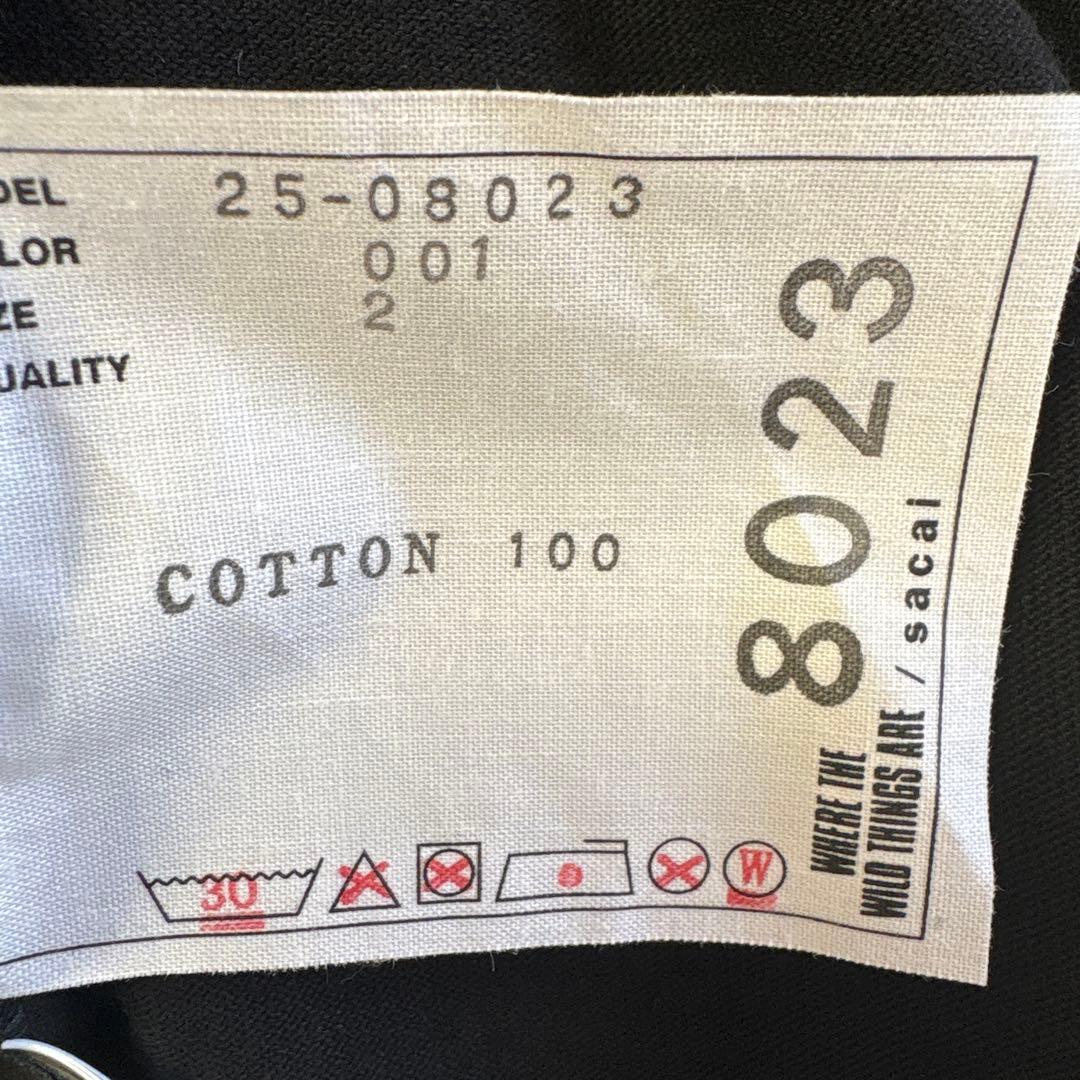 DEL 25-08023
LOR 001
ZE 2
UALITY
COTTON 100
8023
WHERE THE
WILD THINGS ARE / sacai
30
W